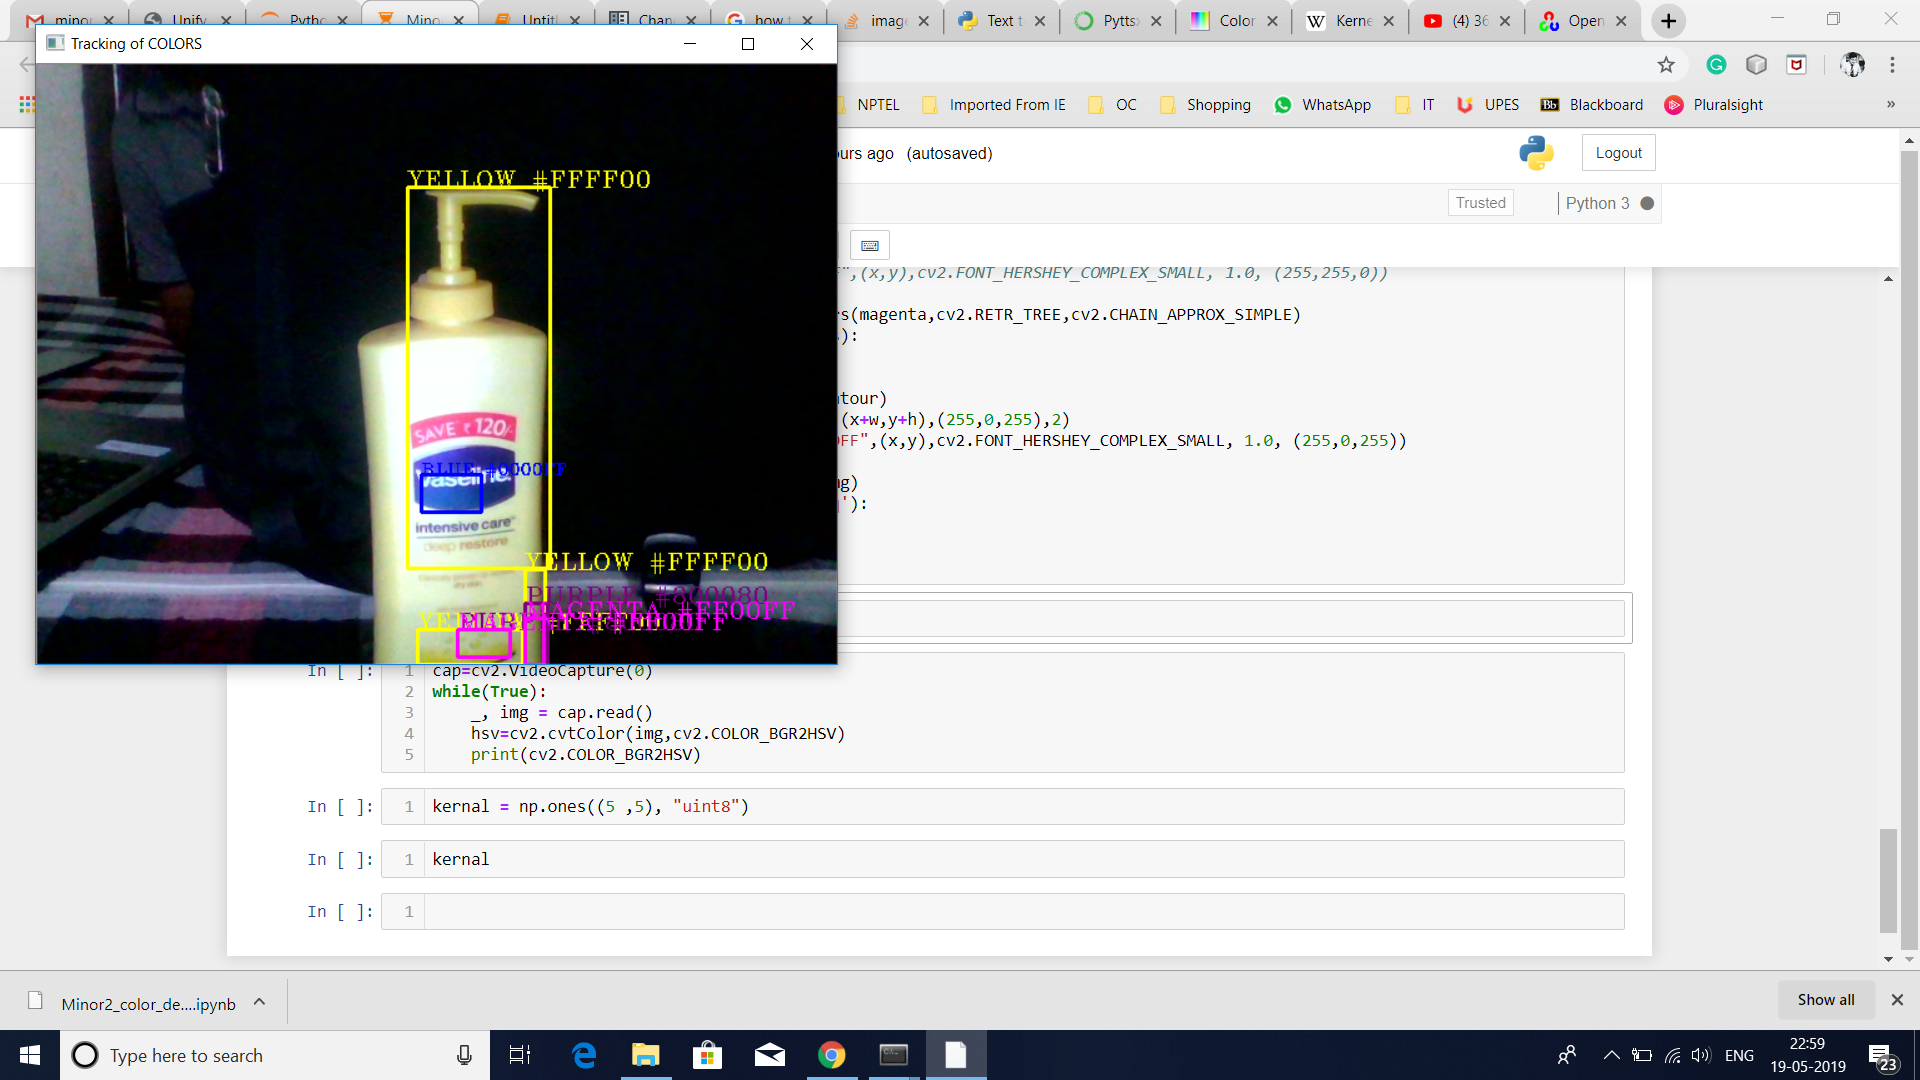 minor
Unify
Pytho
Mino
Untitl
Chan
how t
imag
Text t
Pyttsx
Color
Kerne
(4) 36
Open
Tracking of COLORS
NPTEL
Imported From IE
OC
Shopping
WhatsApp
IT
UPES
Bb Blackboard
Pluralsight
»
ours ago (autosaved)
Logout
Trusted
Python 3
YELLOW #FFFF00
SAVE ₹ 120/-
BLUE #0000FF
Vaseline
intensive care™
deep restore
dry skin
YELLOW #FFFF00
PURPLE #800080
MAGENTA #FF00FF
",(x,y),cv2.FONT_HERSHEY_COMPLEX_SMALL, 1.0, (255,255,0))
s(magenta,cv2.RETR_TREE,cv2.CHAIN_APPROX_SIMPLE)
):
tour)
(x+w,y+h),(255,0,255),2)
FF",(x,y),cv2.FONT_HERSHEY_COMPLEX_SMALL, 1.0, (255,0,255))
g)
'):
In [ ]:
1 cap=cv2.VideoCapture(0)
2 while(True):
3 _, img = cap.read()
4 hsv=cv2.cvtColor(img,cv2.COLOR_BGR2HSV)
5 print(cv2.COLOR_BGR2HSV)
In [ ]: 1 kernal = np.ones((5 ,5), "uint8")
In [ ]: 1 kernal
In [ ]: 1
Minor2_color_de....ipynb
Show all
Type here to search
ENG
22:59
19-05-2019
23